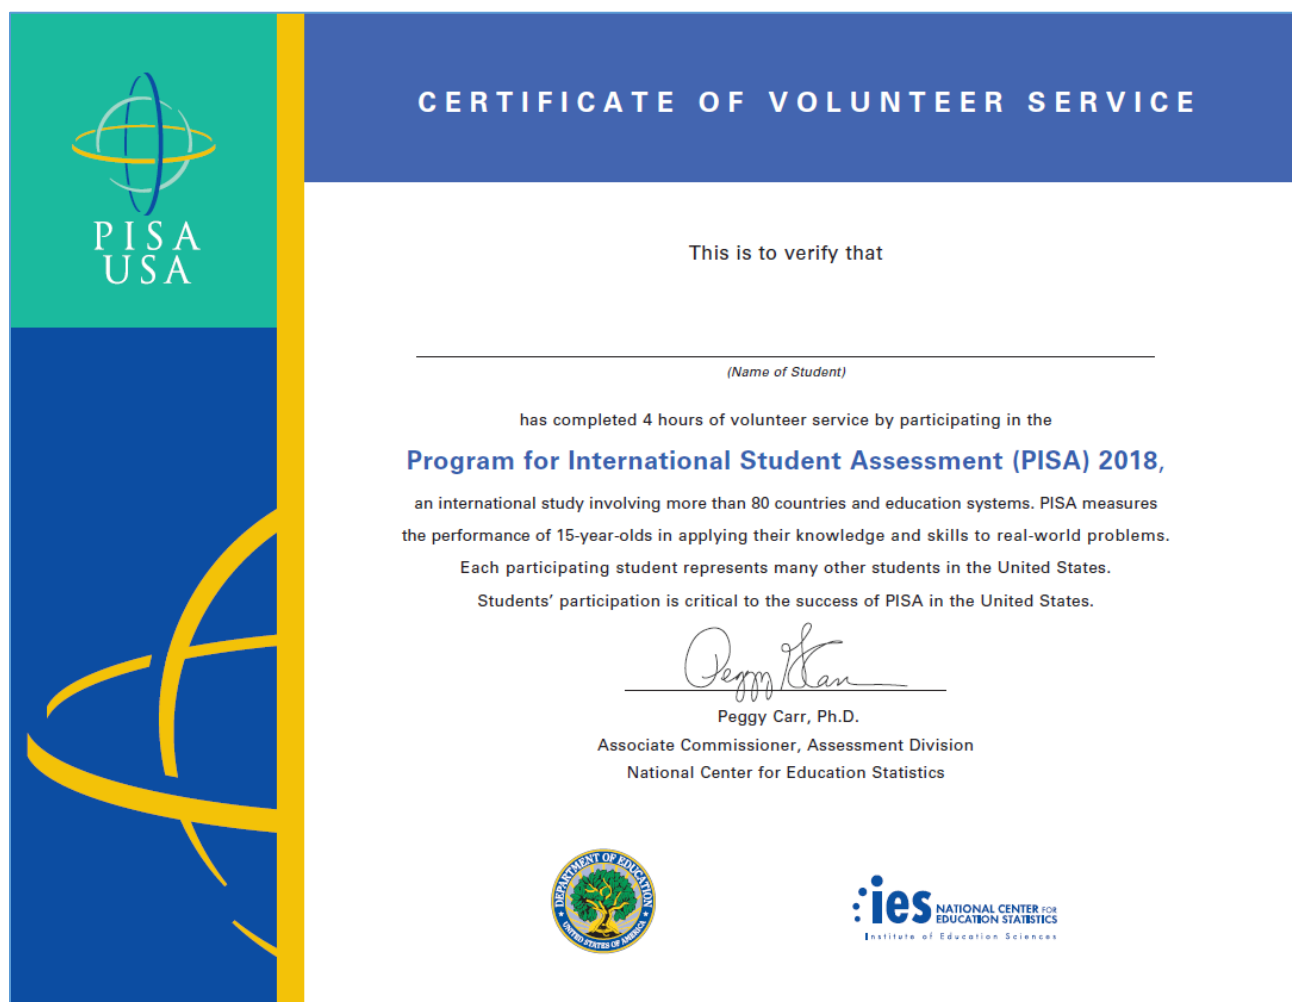 PISA
USA
CERTIFICATE OF VOLUNTEER SERVICE
This is to verify that
(Name of Student)
has completed 4 hours of volunteer service by participating in the
Program for International Student Assessment (PISA) 2018,
an international study involving more than 80 countries and education systems. PISA measures
the performance of 15-year-olds in applying their knowledge and skills to real-world problems.
Each participating student represents many other students in the United States.
Students’ participation is critical to the success of PISA in the United States.
Peggy G Carr
Peggy Carr, Ph.D.
Associate Commissioner, Assessment Division
National Center for Education Statistics
DEPARTMENT OF EDUCATION
UNITED STATES OF AMERICA
ies NATIONAL CENTER FOR
EDUCATION STATISTICS
Institute of Education Sciences